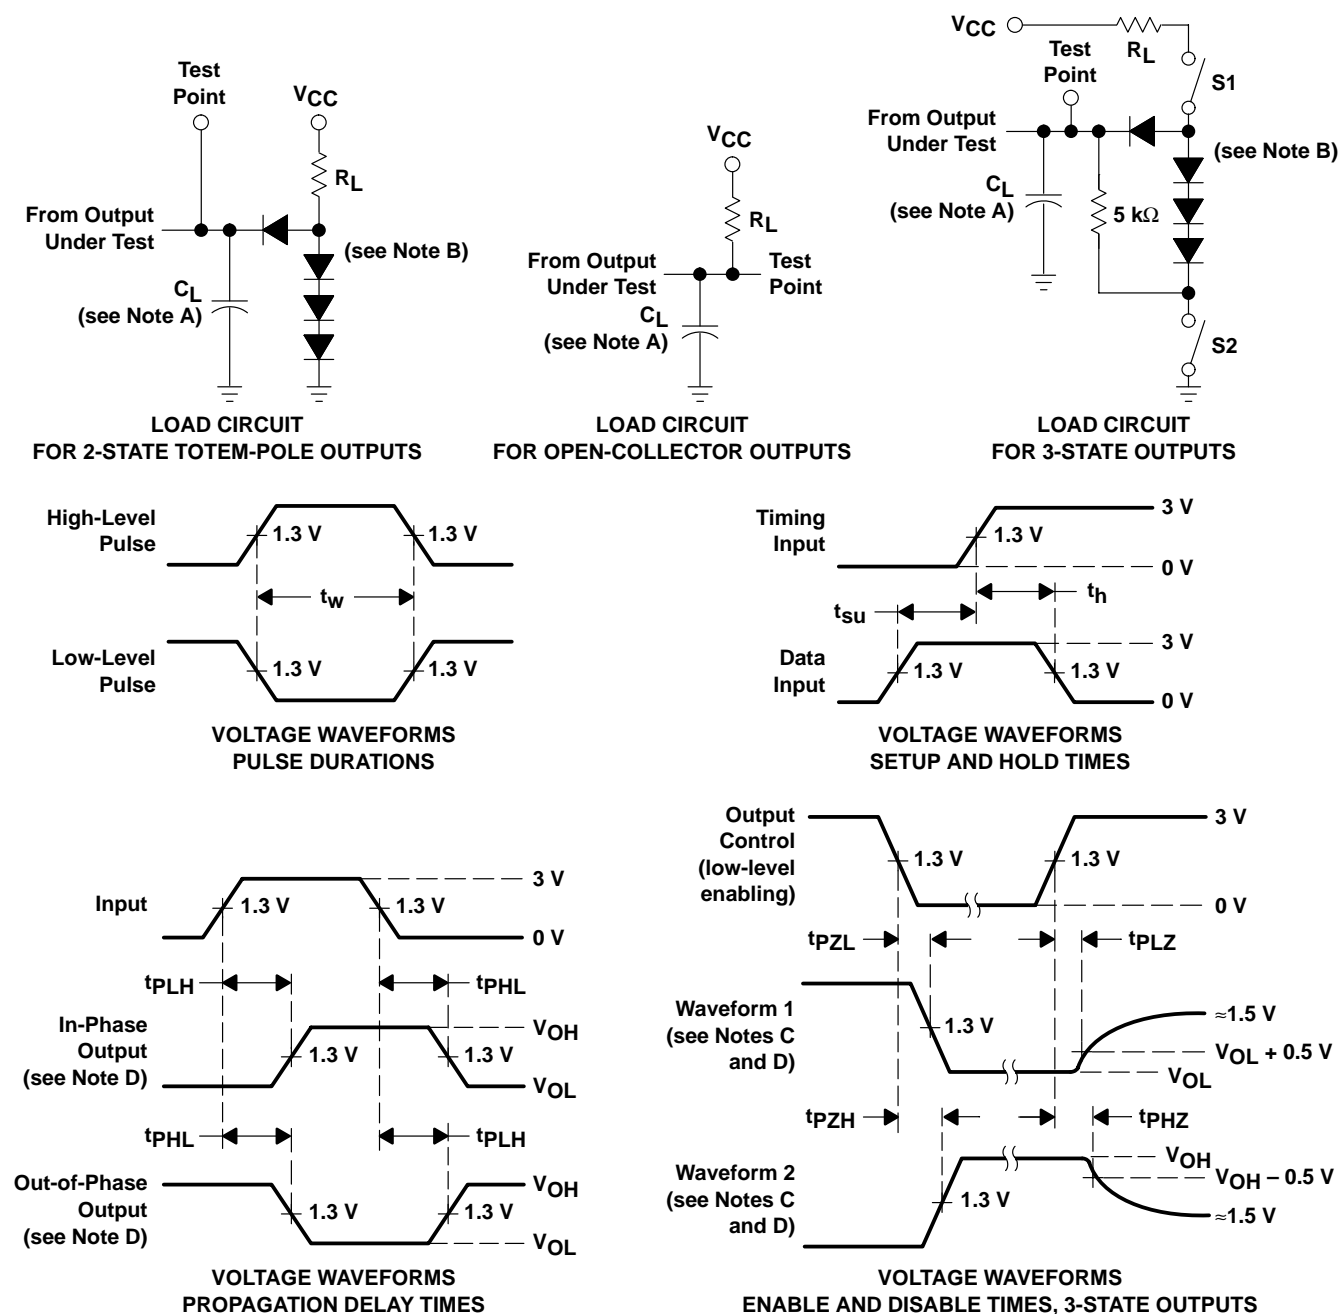 Test
Point
VCC
RL
From Output
Under Test
(see Note B)
CL
(see Note A)
LOAD CIRCUIT
FOR 2-STATE TOTEM-POLE OUTPUTS
VCC
RL
From Output
Under Test
Test
Point
CL
(see Note A)
LOAD CIRCUIT
FOR OPEN-COLLECTOR OUTPUTS
VCC
RL
Test
Point
S1
From Output
Under Test
(see Note B)
CL
(see Note A)
5 kΩ
S2
LOAD CIRCUIT
FOR 3-STATE OUTPUTS
High-Level
Pulse
1.3 V
1.3 V
tw
Low-Level
Pulse
1.3 V
1.3 V
VOLTAGE WAVEFORMS
PULSE DURATIONS
Timing
Input
1.3 V
3 V
0 V
th
tsu
Data
Input
1.3 V
1.3 V
3 V
0 V
VOLTAGE WAVEFORMS
SETUP AND HOLD TIMES
Input
1.3 V
1.3 V
3 V
0 V
tPLH
tPHL
In-Phase
Output
(see Note D)
1.3 V
1.3 V
VOH
VOL
tPHL
tPLH
Out-of-Phase
Output
(see Note D)
1.3 V
1.3 V
VOH
VOL
VOLTAGE WAVEFORMS
PROPAGATION DELAY TIMES
Output
Control
(low-level
enabling)
1.3 V
1.3 V
3 V
0 V
tPZL
tPLZ
Waveform 1
(see Notes C
and D)
1.3 V
≈1.5 V
VOL + 0.5 V
VOL
tPZH
tPHZ
Waveform 2
(see Notes C
and D)
1.3 V
VOH
VOH – 0.5 V
≈1.5 V
VOLTAGE WAVEFORMS
ENABLE AND DISABLE TIMES, 3-STATE OUTPUTS